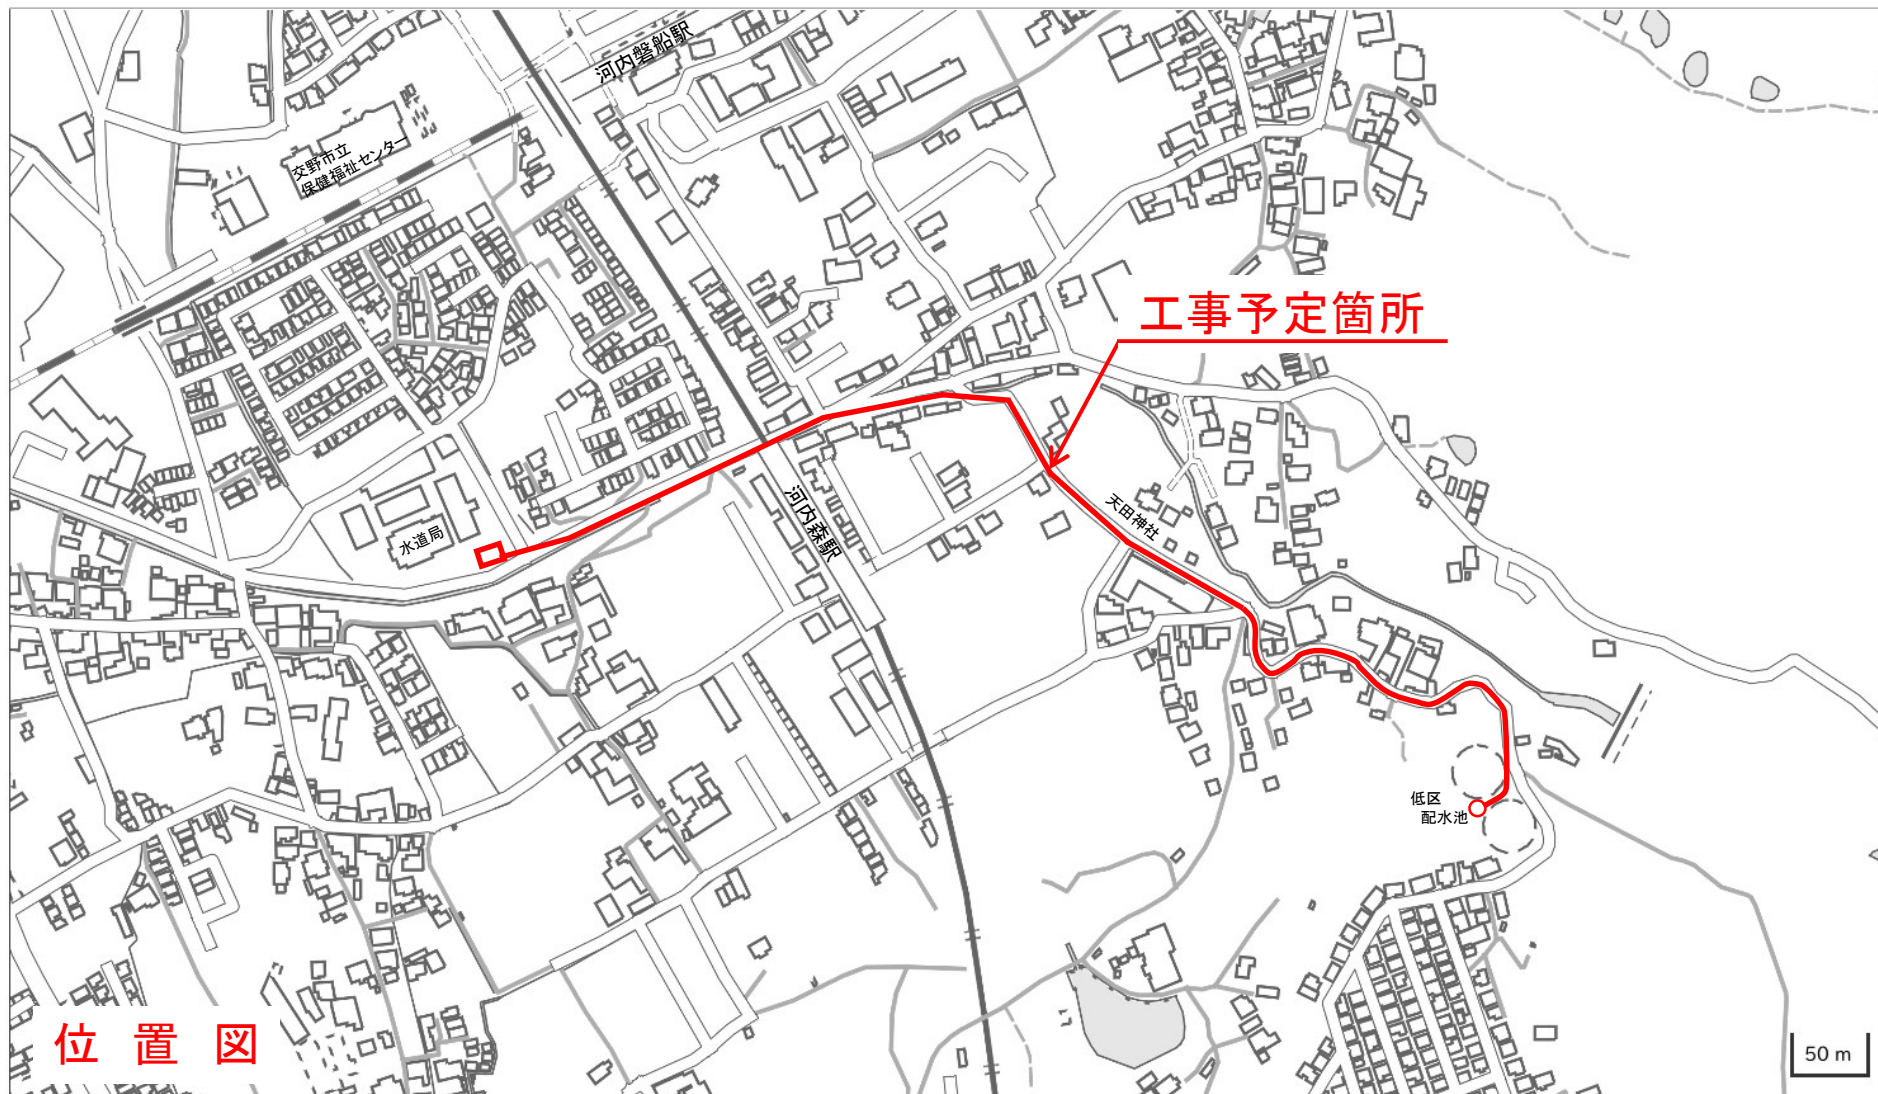 河内磐船駅
交野市立
保健福祉センター
工事予定箇所
河内森駅
天田神社
水道局
低区
配水池
位置図
50 m